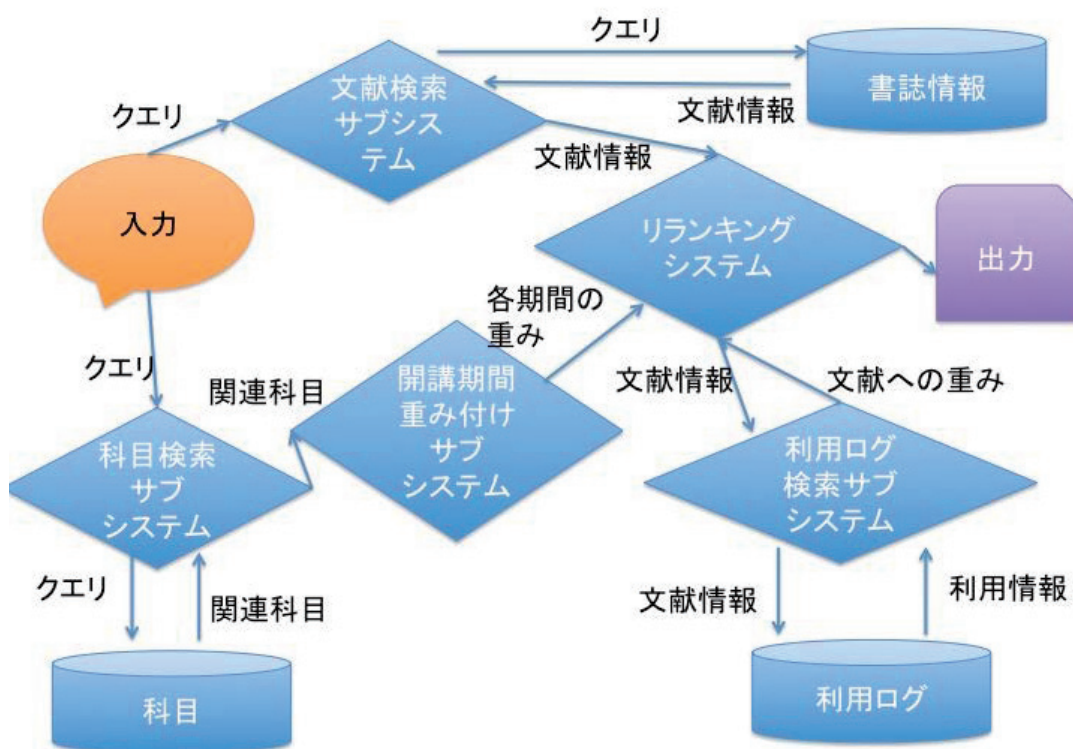 クエリ
文献検索
サブシス
テム
書誌情報
クエリ
文献情報
文献情報
入力
リランキング
システム
出力
各期間の
重み
クエリ
関連科目
開講期間
重み付け
サブ
システム
文献情報
文献への重み
科目検索
サブ
システム
利用ログ
検索サブ
システム
クエリ
関連科目
文献情報
利用情報
科目
利用ログ